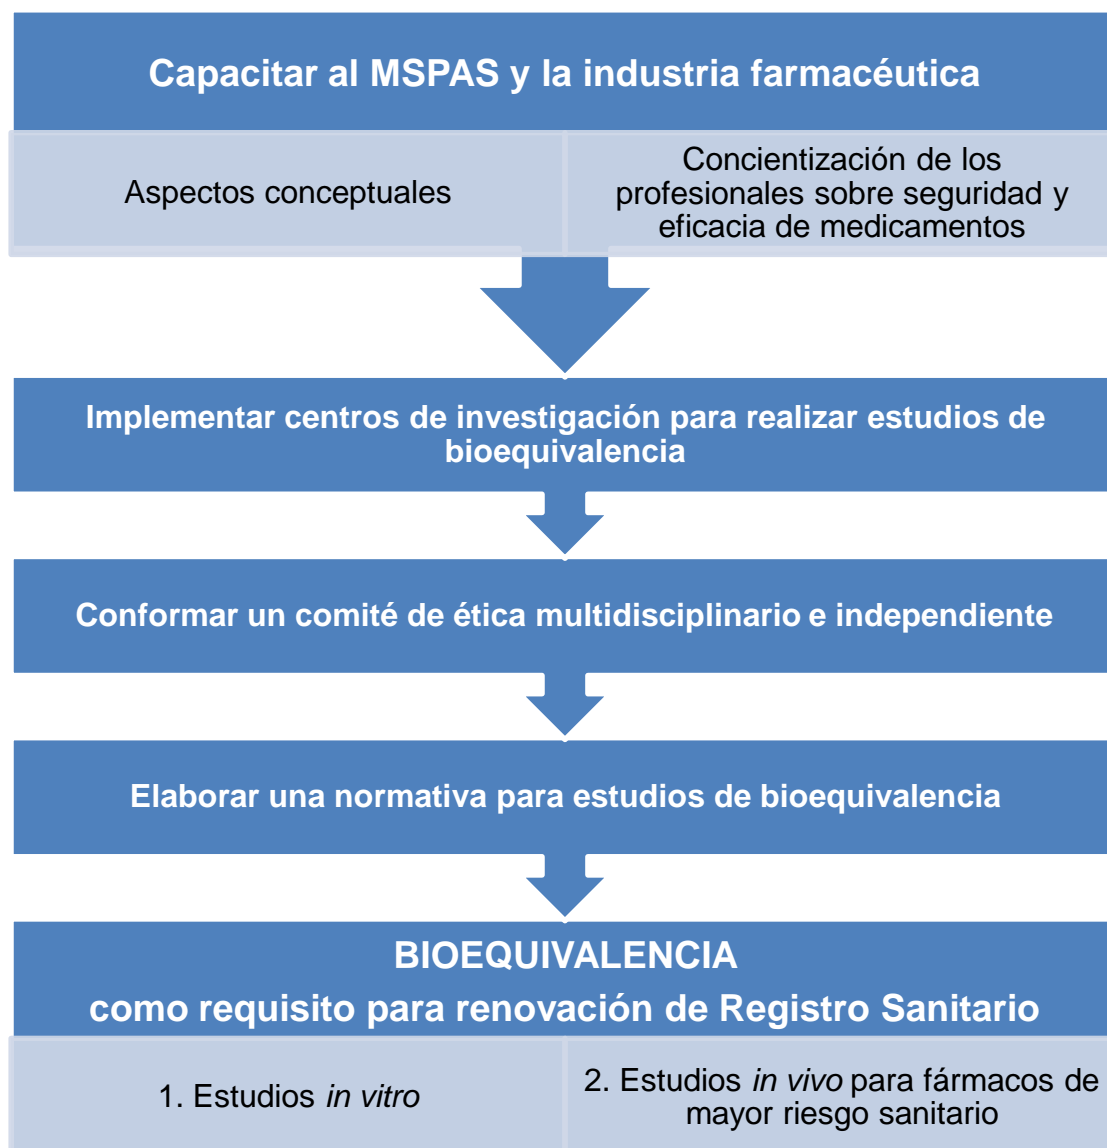 Capacitar al MSPAS y la industria farmacéutica
Aspectos conceptuales
Concientización de los
profesionales sobre seguridad y
eficacia de medicamentos
Implementar centros de investigación para realizar estudios de
bioequivalencia
Conformar un comité de ética multidisciplinario e independiente
Elaborar una normativa para estudios de bioequivalencia
BIOEQUIVALENCIA
como requisito para renovación de Registro Sanitario
1. Estudios in vitro
2. Estudios in vivo para fármacos de
mayor riesgo sanitario